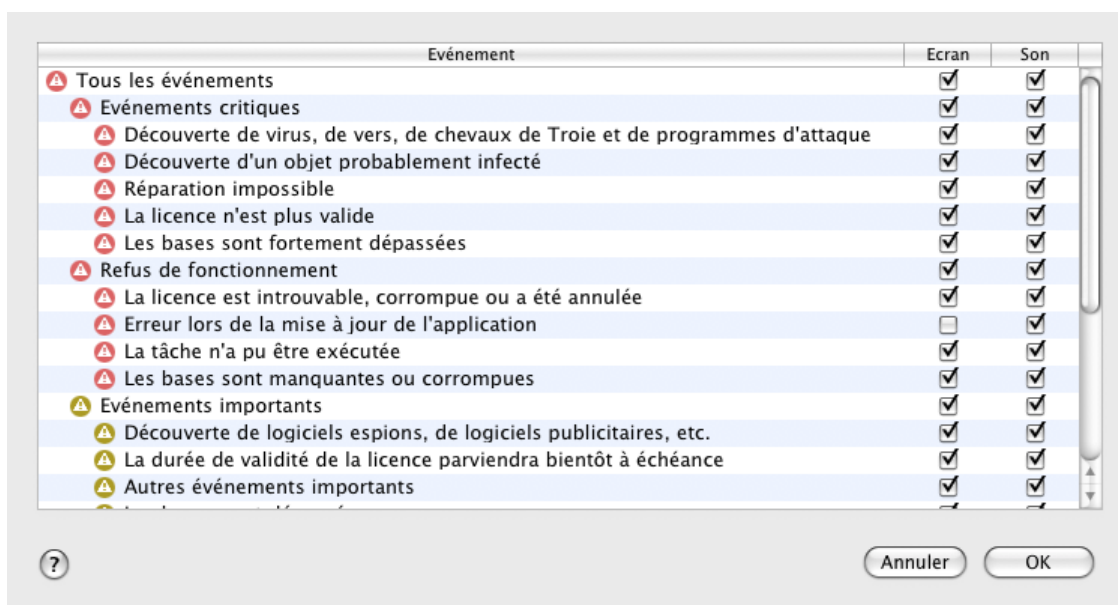 Evénement Ecran Son
Tous les événements
Evénements critiques
Découverte de virus, de vers, de chevaux de Troie et de programmes d'attaque
Découverte d'un objet probablement infecté
Réparation impossible
La licence n'est plus valide
Les bases sont fortement dépassées
Refus de fonctionnement
La licence est introuvable, corrompue ou a été annulée
Erreur lors de la mise à jour de l'application
La tâche n'a pu être exécutée
Les bases sont manquantes ou corrompues
Evénements importants
Découverte de logiciels espions, de logiciels publicitaires, etc.
La durée de validité de la licence parviendra bientôt à échéance
Autres événements importants
? Annuler OK